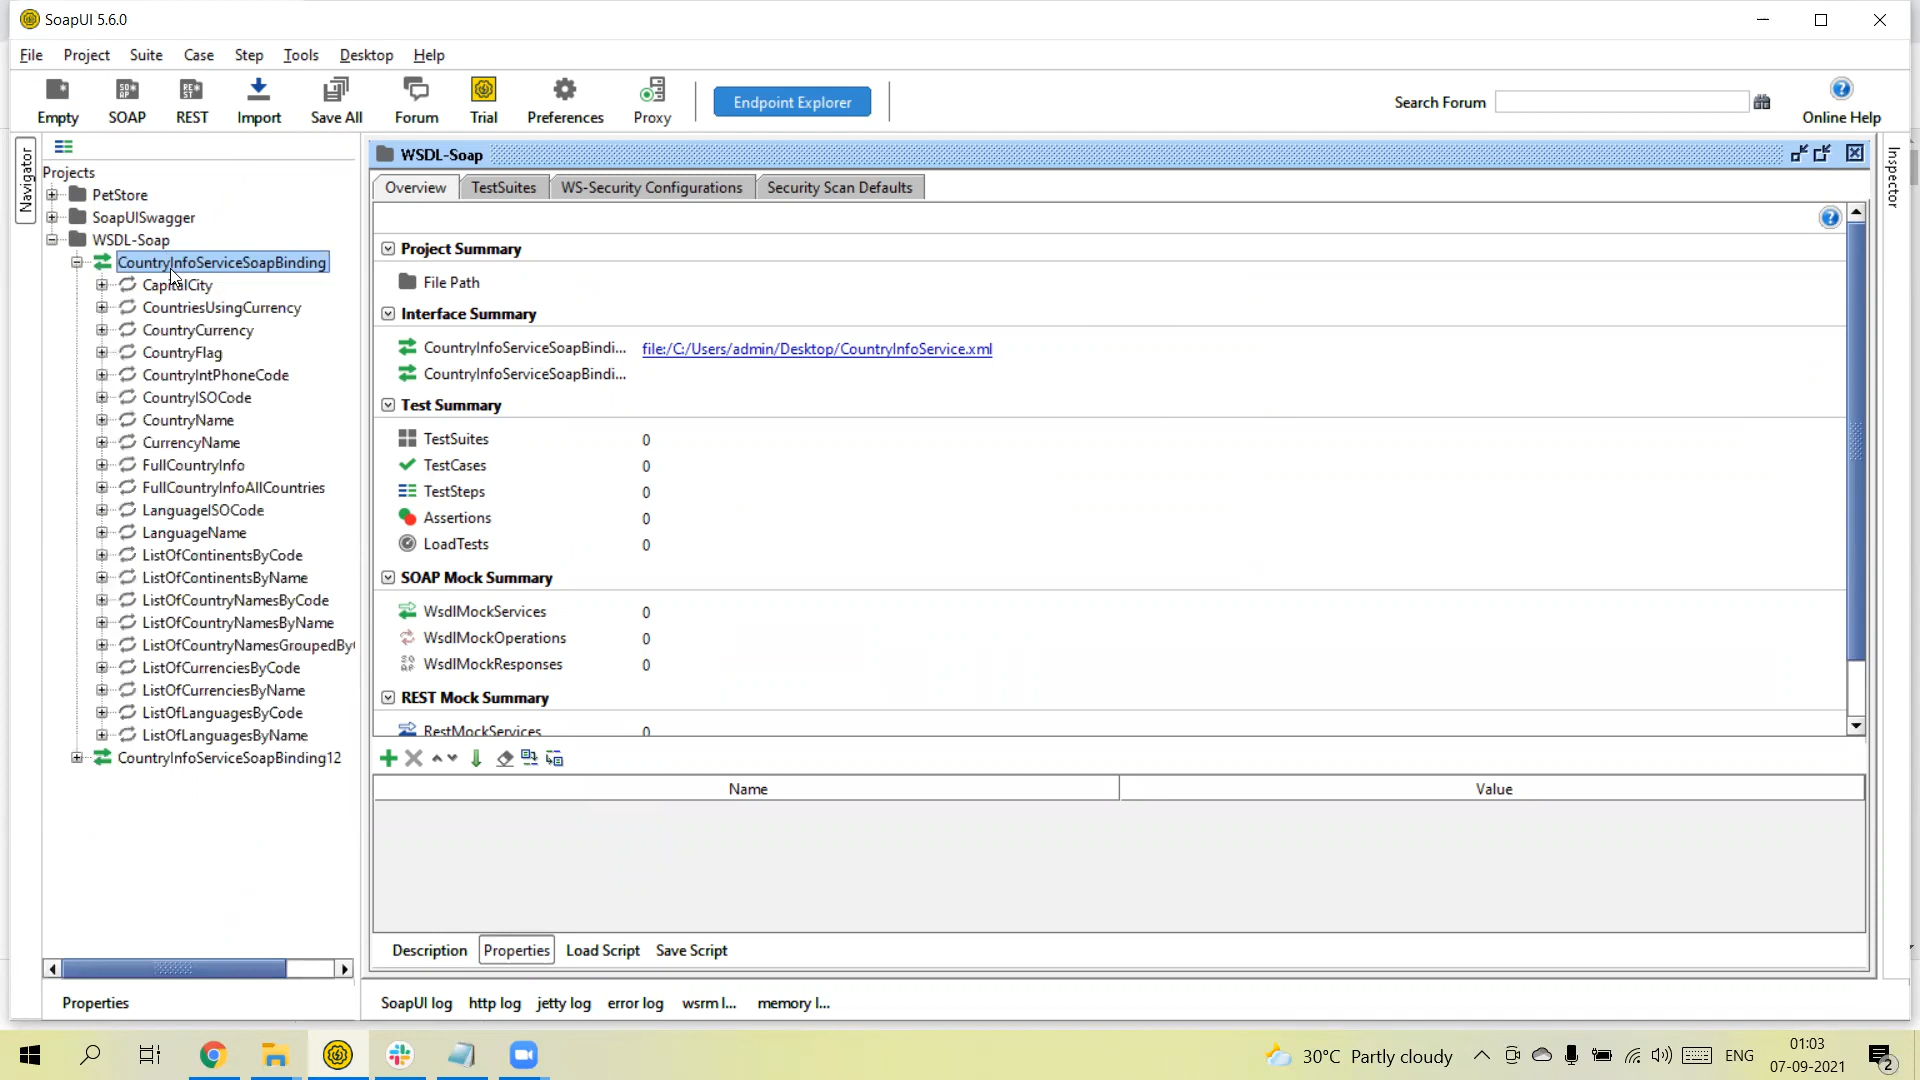 SoapUI 5.6.0
File Project Suite Case Step Tools Desktop Help
Empty SOAP REST Import Save All Forum Trial Preferences Proxy Endpoint Explorer Search Forum Online Help
Navigator
Inspector
Projects
PetStore
SoapUISwagger
WSDL-Soap
CountryInfoServiceSoapBinding
CapitalCity
CountriesUsingCurrency
CountryCurrency
CountryFlag
CountryIntPhoneCode
CountryISOCode
CountryName
CurrencyName
FullCountryInfo
FullCountryInfoAllCountries
LanguageISOCode
LanguageName
ListOfContinentsByCode
ListOfContinentsByName
ListOfCountryNamesByCode
ListOfCountryNamesByName
ListOfCountryNamesGroupedBy
ListOfCurrenciesByCode
ListOfCurrenciesByName
ListOfLanguagesByCode
ListOfLanguagesByName
CountryInfoServiceSoapBinding12
Properties
WSDL-Soap
Overview TestSuites WS-Security Configurations Security Scan Defaults
Project Summary
File Path
Interface Summary
CountryInfoServiceSoapBindi... file:/C:/Users/admin/Desktop/CountryInfoService.xml
CountryInfoServiceSoapBindi...
Test Summary
TestSuites 0
TestCases 0
TestSteps 0
Assertions 0
LoadTests 0
SOAP Mock Summary
WsdlMockServices 0
WsdlMockOperations 0
WsdlMockResponses 0
REST Mock Summary
RestMockServices 0
Name Value
Description Properties Load Script Save Script
SoapUI log http log jetty log error log wsrm l... memory l...
30°C Partly cloudy ENG 01:03
07-09-2021 2